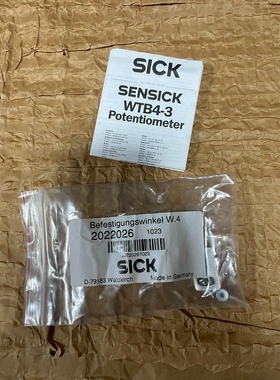 SICK
SENSICK
WTB4-3
Potentiometer
Befestigungswinkel W.4
2022026 1023
SICK
D-79183 Waldkirch Made in Germany